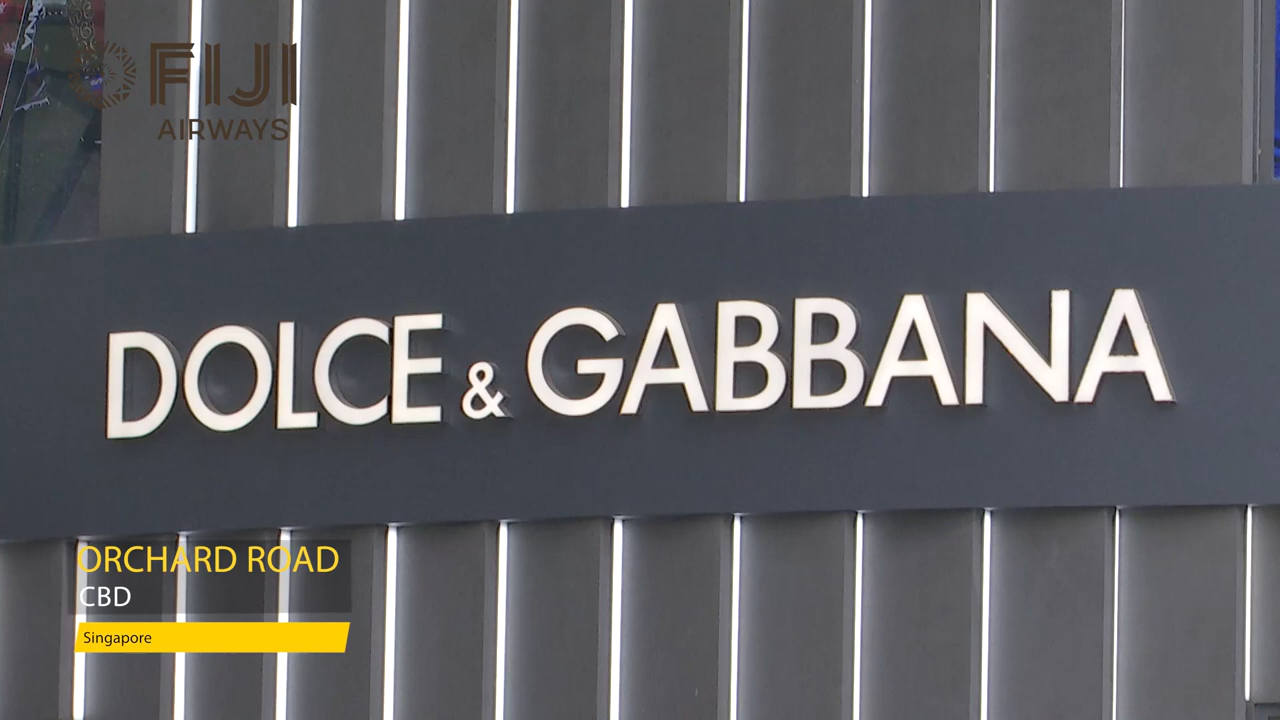 FIJI
AIRWAYS
DOLCE & GABBANA
ORCHARD ROAD
CBD
Singapore